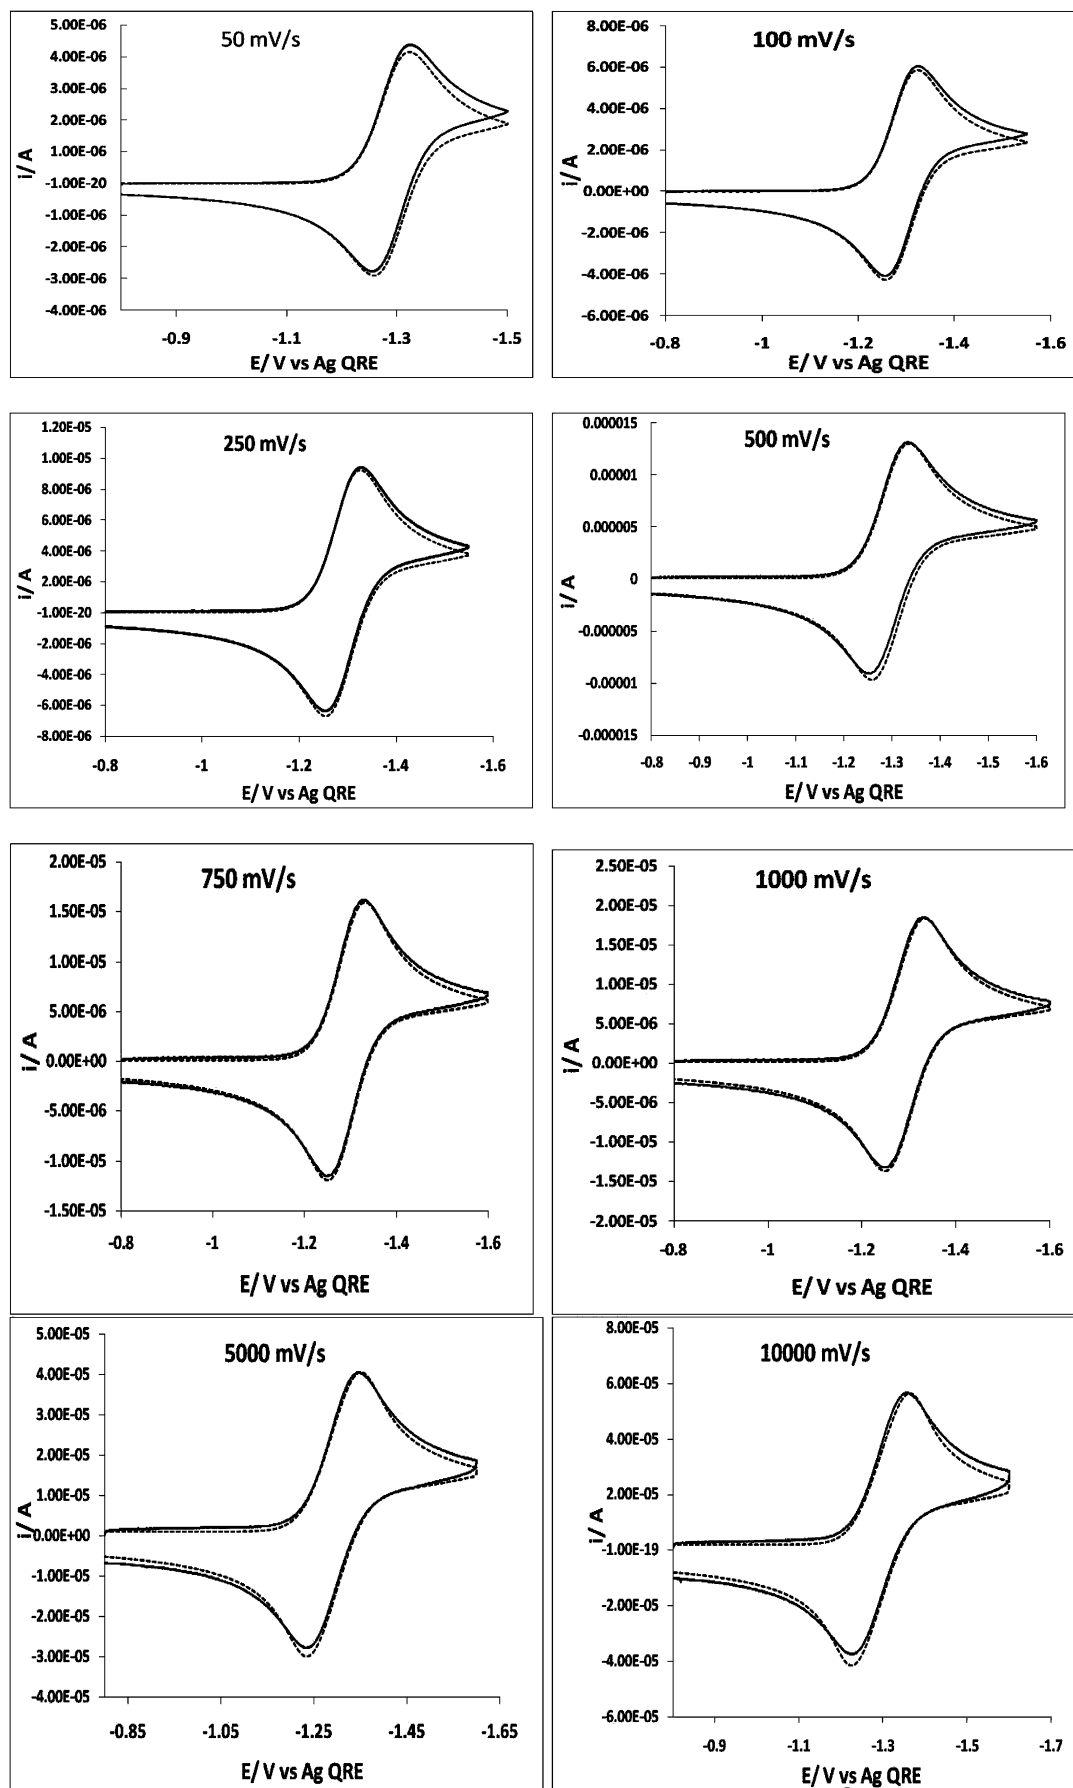 50 mV/s
5.00E-06
4.00E-06
3.00E-06
2.00E-06
1.00E-06
-1.00E-20
-1.00E-06
-2.00E-06
-3.00E-06
-4.00E-06
i/ A
-0.9 -1.1 -1.3 -1.5
E/ V vs Ag QRE
100 mV/s
8.00E-06
6.00E-06
4.00E-06
2.00E-06
0.00E+00
-2.00E-06
-4.00E-06
-6.00E-06
i/ A
-0.8 -1 -1.2 -1.4 -1.6
E/ V vs Ag QRE
250 mV/s
1.20E-05
1.00E-05
8.00E-06
6.00E-06
4.00E-06
2.00E-06
-1.00E-20
-2.00E-06
-4.00E-06
-6.00E-06
-8.00E-06
i/ A
-0.8 -1 -1.2 -1.4 -1.6
E/ V vs Ag QRE
500 mV/s
0.000015
0.00001
0.000005
0
-0.000005
-0.00001
-0.000015
i/ A
-0.8 -0.9 -1 -1.1 -1.2 -1.3 -1.4 -1.5 -1.6
E/ V vs Ag QRE
750 mV/s
2.00E-05
1.50E-05
1.00E-05
5.00E-06
0.00E+00
-5.00E-06
-1.00E-05
-1.50E-05
i/ A
-0.8 -1 -1.2 -1.4 -1.6
E/ V vs Ag QRE
1000 mV/s
2.50E-05
2.00E-05
1.50E-05
1.00E-05
5.00E-06
0.00E+00
-5.00E-06
-1.00E-05
-1.50E-05
-2.00E-05
i/ A
-0.8 -1 -1.2 -1.4 -1.6
E/ V vs Ag QRE
5000 mV/s
5.00E-05
4.00E-05
3.00E-05
2.00E-05
1.00E-05
0.00E+00
-1.00E-05
-2.00E-05
-3.00E-05
-4.00E-05
i/ A
-0.85 -1.05 -1.25 -1.45 -1.65
E/ V vs Ag QRE
10000 mV/s
8.00E-05
6.00E-05
4.00E-05
2.00E-05
-1.00E-19
-2.00E-05
-4.00E-05
-6.00E-05
i/ A
-0.9 -1.1 -1.3 -1.5 -1.7
E/ V vs Ag QRE